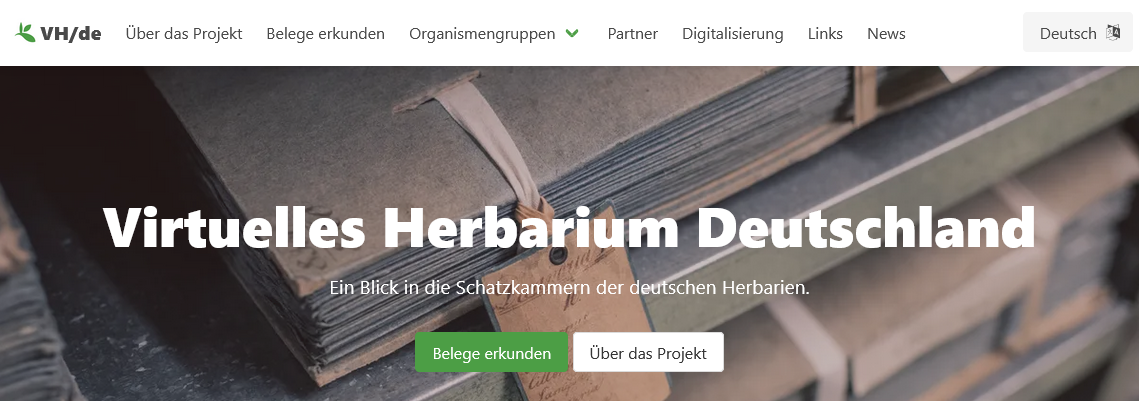 VH/de Über das Projekt Belege erkunden Organismengruppen Partner Digitalisierung Links News Deutsch
Virtuelles Herbarium Deutschland
Ein Blick in die Schatzkammern der deutschen Herbarien.
Belege erkunden Über das Projekt